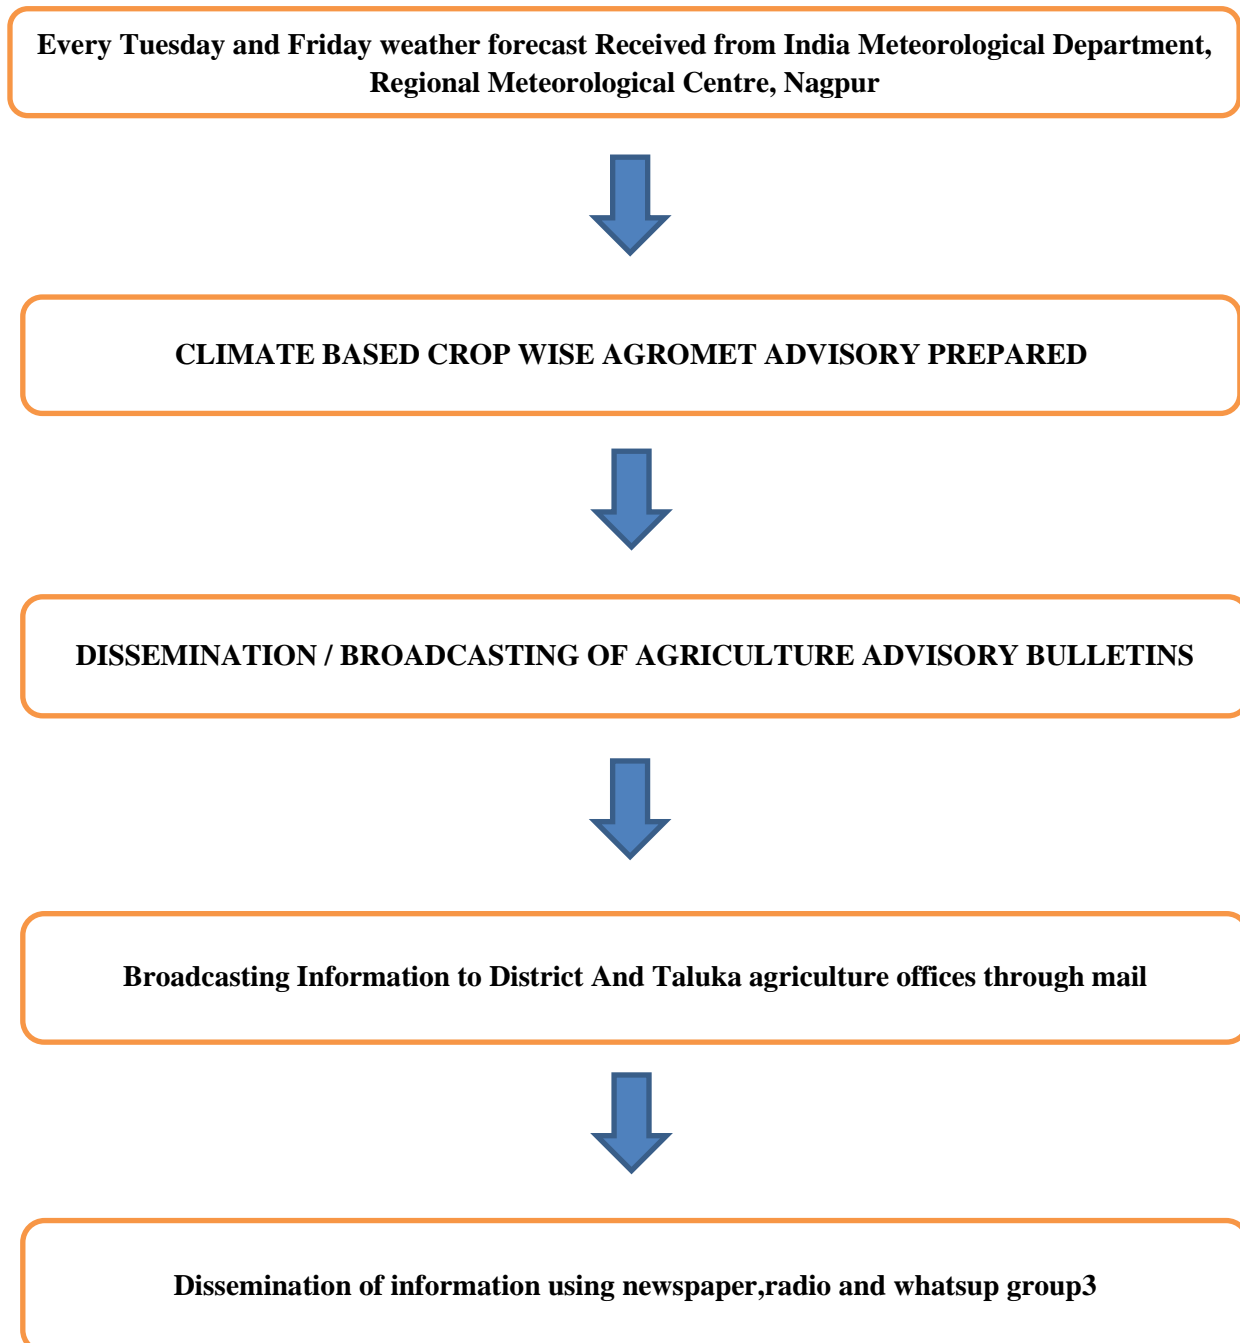 Every Tuesday and Friday weather forecast Received from India Meteorological Department,
Regional Meteorological Centre, Nagpur
CLIMATE BASED CROP WISE AGROMET ADVISORY PREPARED
DISSEMINATION / BROADCASTING OF AGRICULTURE ADVISORY BULLETINS
Broadcasting Information to District And Taluka agriculture offices through mail
Dissemination of information using newspaper,radio and whatsup group3